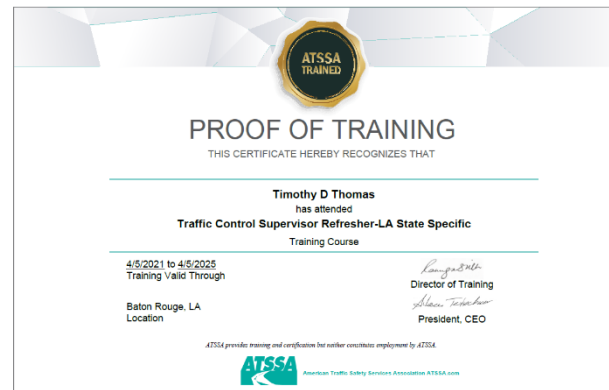 ATSSA
TRAINED
PROOF OF TRAINING
THIS CERTIFICATE HEREBY RECOGNIZES THAT
Timothy D Thomas
has attended
Traffic Control Supervisor Refresher-LA State Specific
Training Course
4/5/2021 to 4/5/2025
Training Valid Through
Director of Training
Baton Rouge, LA
Location
President, CEO
ATSSA provides training and certification but neither constitutes employment by ATSSA.
ATSSA American Traffic Safety Services Association ATSSA.com